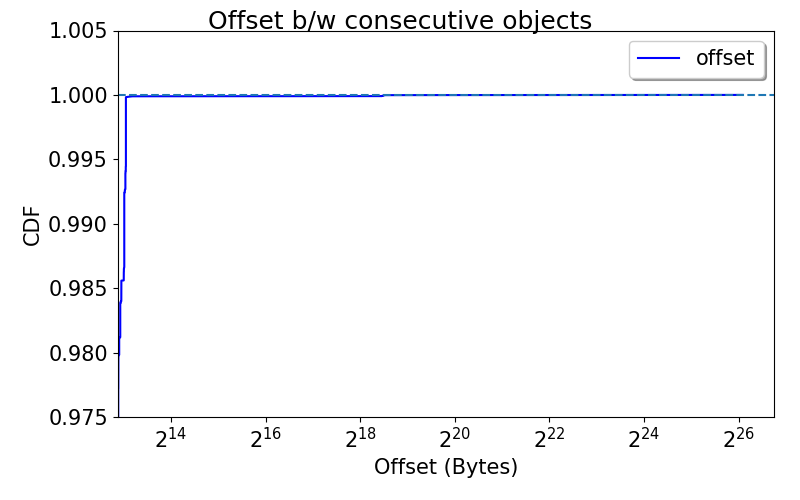 Offset b/w consecutive objects
1.005
1.000
0.995
0.990
0.985
0.980
0.975
CDF
offset
2^14 2^16 2^18 2^20 2^22 2^24 2^26
Offset (Bytes)